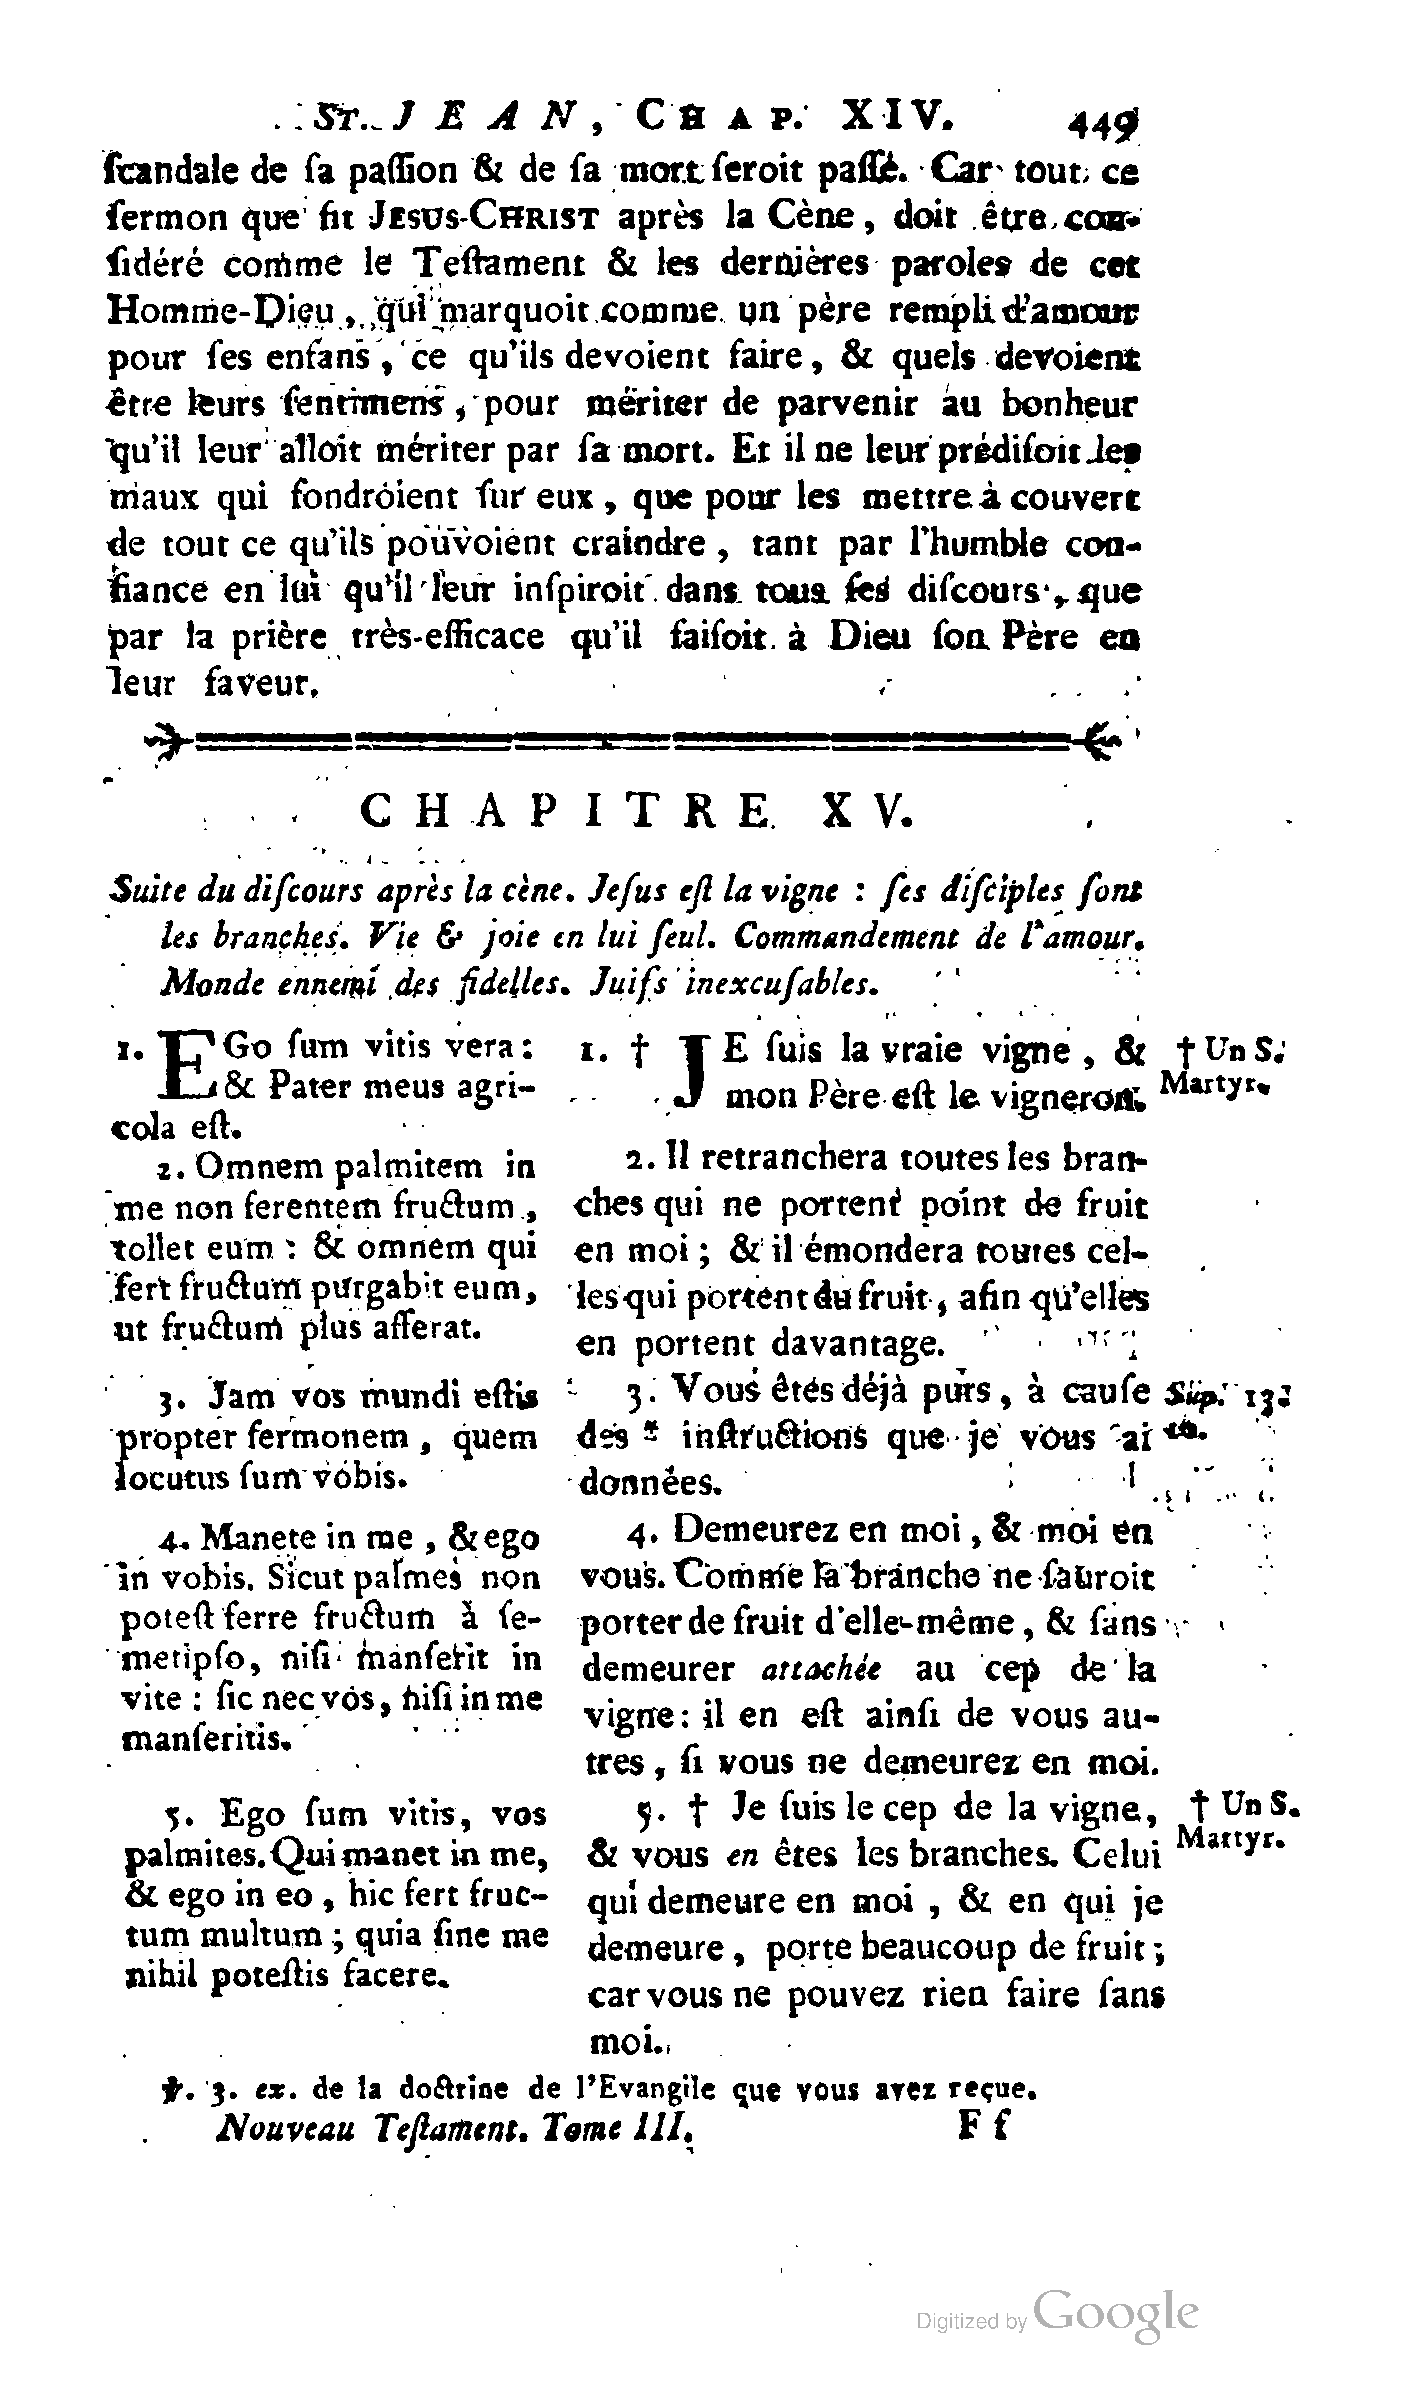 ST. JEAN, CHAP. XIV. 449
ſcandale de ſa paſſion & de ſa mort ſeroit paſſé. Car tout ce
ſermon que fit JESUS-CHRIST après la Cène, doit être con-
ſidéré comme le Teſtament & les dernières paroles de cet
Homme-Dieu, qui marquoit comme un père rempli d'amour
pour ſes enfans, ce qu'ils devoient faire, & quels devoient
être leurs ſentimens, pour mériter de parvenir au bonheur
qu'il leur alloit mériter par ſa mort. Et il ne leur prédiſoit les
maux qui fondroient ſur eux, que pour les mettre à couvert
de tout ce qu'ils pouvoient craindre, tant par l'humble con-
fiance en lui qu'il leur inſpiroit dans tous ſes diſcours, que
par la prière très-efficace qu'il faiſoit à Dieu ſon Père en
leur faveur.
CHAPITRE XV.
Suite du diſcours après la cène. Jeſus eſt la vigne : ſes diſciples ſont
les branches. Vie & joie en lui ſeul. Commandement de l'amour.
Monde ennemi des fidelles. Juifs inexcuſables.
1. EGo ſum vitis vera:
& Pater meus agri-
cola eſt.
2. Omnem palmitem in
me non ferentem fructum,
tollet eum : & omnem qui
fert fructum purgabit eum,
ut fructum plus afferat.
3. Jam vos mundi eſtis
propter fermonem, quem
locutus ſum vobis.
4. Manete in me, & ego
in vobis. Sicut palmes non
poteſt ferre fructum à ſe-
metipſo, niſi manſerit in
vite : ſic nec vos, niſi in me
manſeritis.
5. Ego ſum vitis, vos
palmites. Qui manet in me,
& ego in eo, hic fert fruc-
tum multum ; quia ſine me
nihil poteſtis facere.
1. † JE ſuis la vraie vigne, &
mon Père eſt le vigneron.
2. Il retranchera toutes les bran-
ches qui ne portent point de fruit
en moi ; & il émondera toutes cel-
les qui portent du fruit, afin qu'elles
en portent davantage.
3. Vous êtes déjà purs, à cauſe
des * inſtructions que je vous ai
données.
4. Demeurez en moi, & moi en
vous. Comme la branche ne ſauroit
porter de fruit d'elle-même, & ſans
demeurer attachée au cep de la
vigne : il en eſt ainſi de vous au-
tres, ſi vous ne demeurez en moi.
5. † Je ſuis le cep de la vigne,
& vous en êtes les branches. Celui
qui demeure en moi, & en qui je
demeure, porte beaucoup de fruit ;
car vous ne pouvez rien faire ſans
moi.
† Un S.
Martyr.
Sup. 13.
10.
† Un S.
Martyr.
℣. 3. ex. de la doctrine de l'Evangile que vous avez reçue.
Nouveau Teſtament. Tome III. F f
Digitized by Google